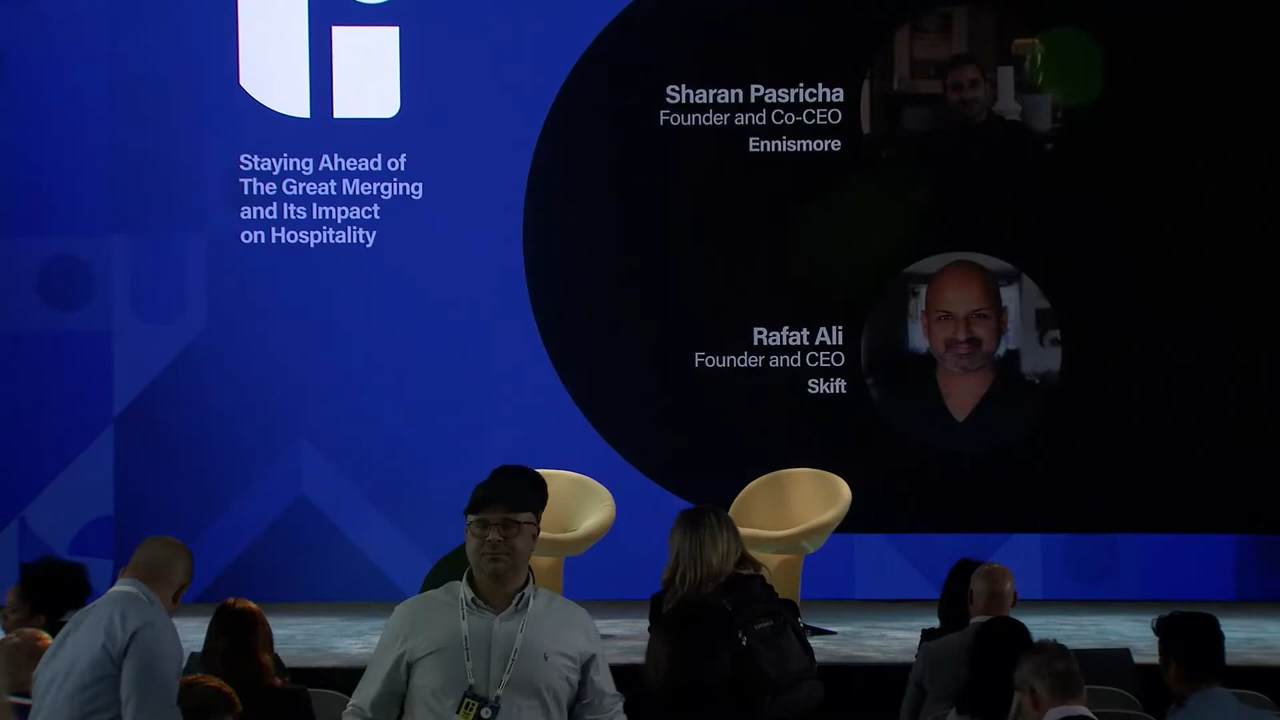 Staying Ahead of
The Great Merging
and Its Impact
on Hospitality
Sharan Pasricha
Founder and Co-CEO
Ennismore
Rafat Ali
Founder and CEO
Skift